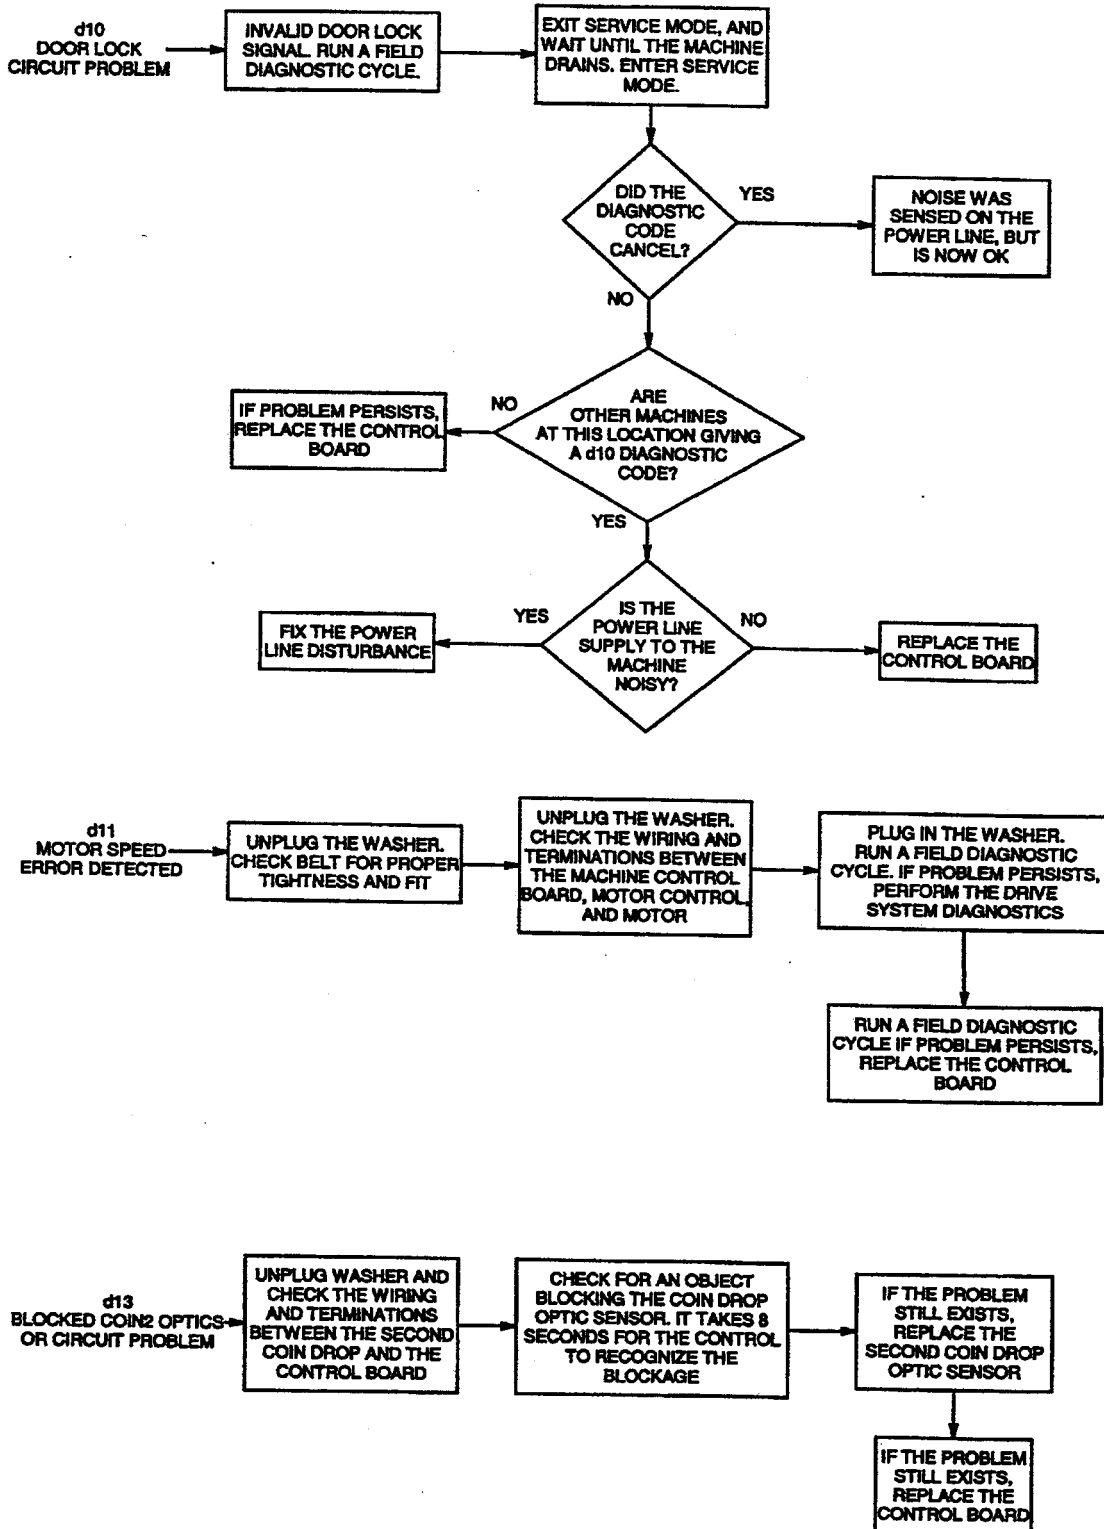 d10
DOOR LOCK
CIRCUIT PROBLEM
INVALID DOOR LOCK
SIGNAL. RUN A FIELD
DIAGNOSTIC CYCLE.
EXIT SERVICE MODE, AND
WAIT UNTIL THE MACHINE
DRAINS. ENTER SERVICE
MODE.
DID THE
DIAGNOSTIC
CODE
CANCEL?
YES
NOISE WAS
SENSED ON THE
POWER LINE, BUT
IS NOW OK
NO
ARE
OTHER MACHINES
AT THIS LOCATION GIVING
A d10 DIAGNOSTIC
CODE?
NO
IF PROBLEM PERSISTS,
REPLACE THE CONTROL
BOARD
YES
IS THE
POWER LINE
SUPPLY TO THE
MACHINE
NOISY?
YES
FIX THE POWER
LINE DISTURBANCE
NO
REPLACE THE
CONTROL BOARD
d11
MOTOR SPEED
ERROR DETECTED
UNPLUG THE WASHER.
CHECK BELT FOR PROPER
TIGHTNESS AND FIT
UNPLUG THE WASHER.
CHECK THE WIRING AND
TERMINATIONS BETWEEN
THE MACHINE CONTROL
BOARD, MOTOR CONTROL,
AND MOTOR
PLUG IN THE WASHER.
RUN A FIELD DIAGNOSTIC
CYCLE. IF PROBLEM PERSISTS,
PERFORM THE DRIVE
SYSTEM DIAGNOSTICS
RUN A FIELD DIAGNOSTIC
CYCLE IF PROBLEM PERSISTS,
REPLACE THE CONTROL
BOARD
d13
BLOCKED COIN2 OPTICS
OR CIRCUIT PROBLEM
UNPLUG WASHER AND
CHECK THE WIRING
AND TERMINATIONS
BETWEEN THE SECOND
COIN DROP AND THE
CONTROL BOARD
CHECK FOR AN OBJECT
BLOCKING THE COIN DROP
OPTIC SENSOR. IT TAKES 8
SECONDS FOR THE CONTROL
TO RECOGNIZE THE
BLOCKAGE
IF THE PROBLEM
STILL EXISTS,
REPLACE THE
SECOND COIN DROP
OPTIC SENSOR
IF THE PROBLEM
STILL EXISTS,
REPLACE THE
CONTROL BOARD